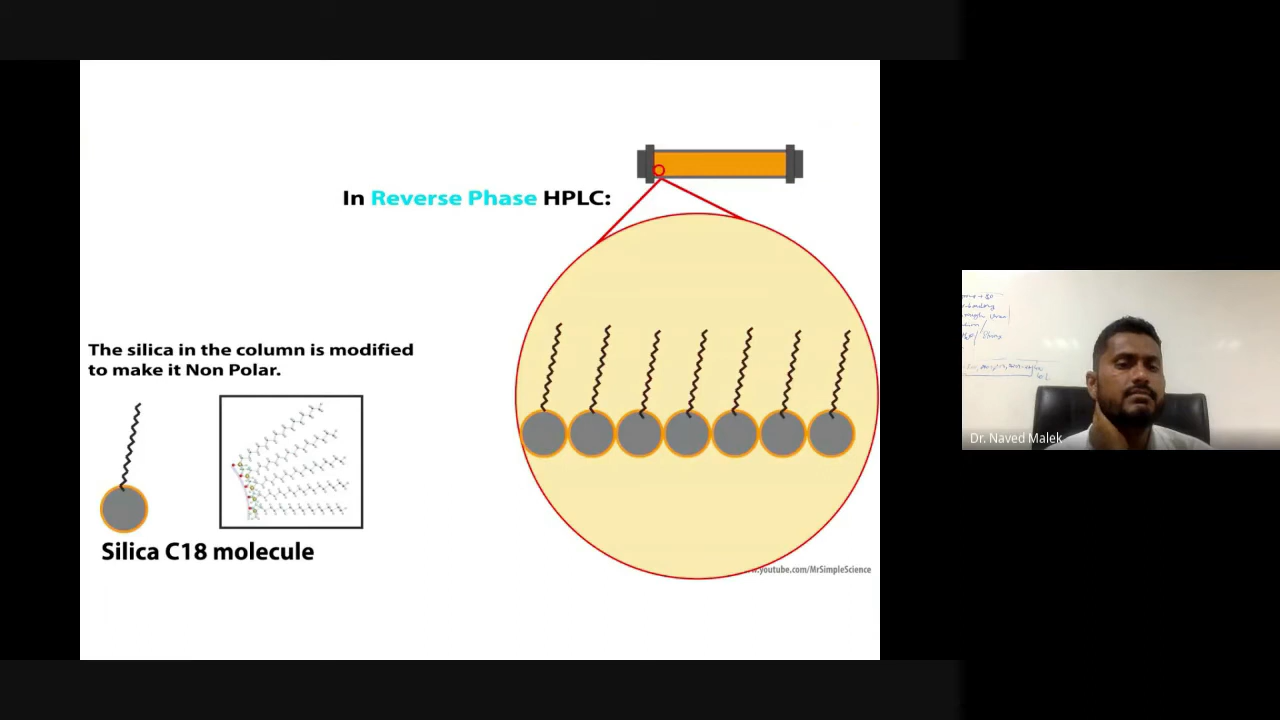 In Reverse Phase HPLC:
The silica in the column is modified
to make it Non Polar.
Silica C18 molecule
.youtube.com/MrSimpleScience
Dr. Naved Malek